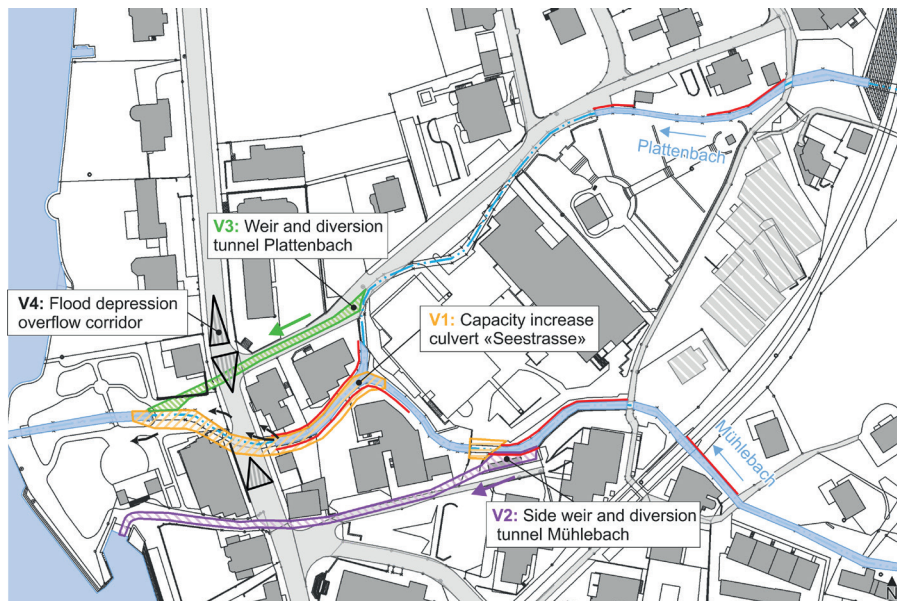 Plattenbach
V3: Weir and diversion
tunnel Plattenbach
V4: Flood depression
overflow corridor
V1: Capacity increase
culvert «Seestrasse»
Mühlebach
V2: Side weir and diversion
tunnel Mühlebach
N